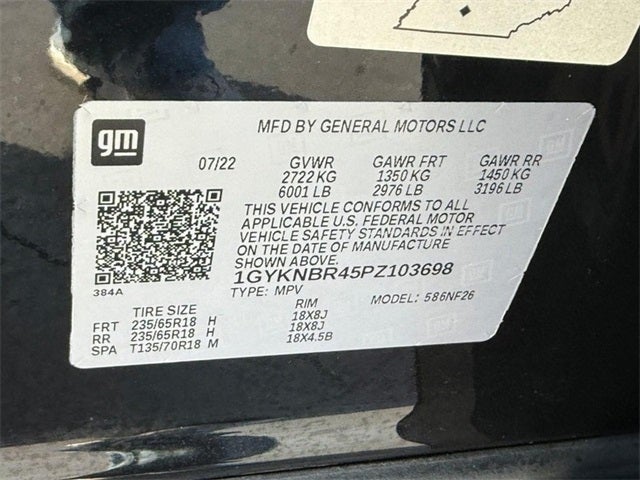 gm
MFD BY GENERAL MOTORS LLC
07/22 GVWR GAWR FRT GAWR RR
2722 KG 1350 KG 1450 KG
6001 LB 2976 LB 3196 LB
THIS VEHICLE CONFORMS TO ALL
APPLICABLE U.S. FEDERAL MOTOR
VEHICLE SAFETY STANDARDS IN EFFECT
ON THE DATE OF MANUFACTURE
SHOWN ABOVE.
1GYKNBR45PZ103698
384A
TYPE: MPV MODEL: 586NF26
TIRE SIZE RIM
FRT 235/65R18 H 18X8J
RR 235/65R18 H 18X8J
SPA T135/70R18 M 18X4.5B